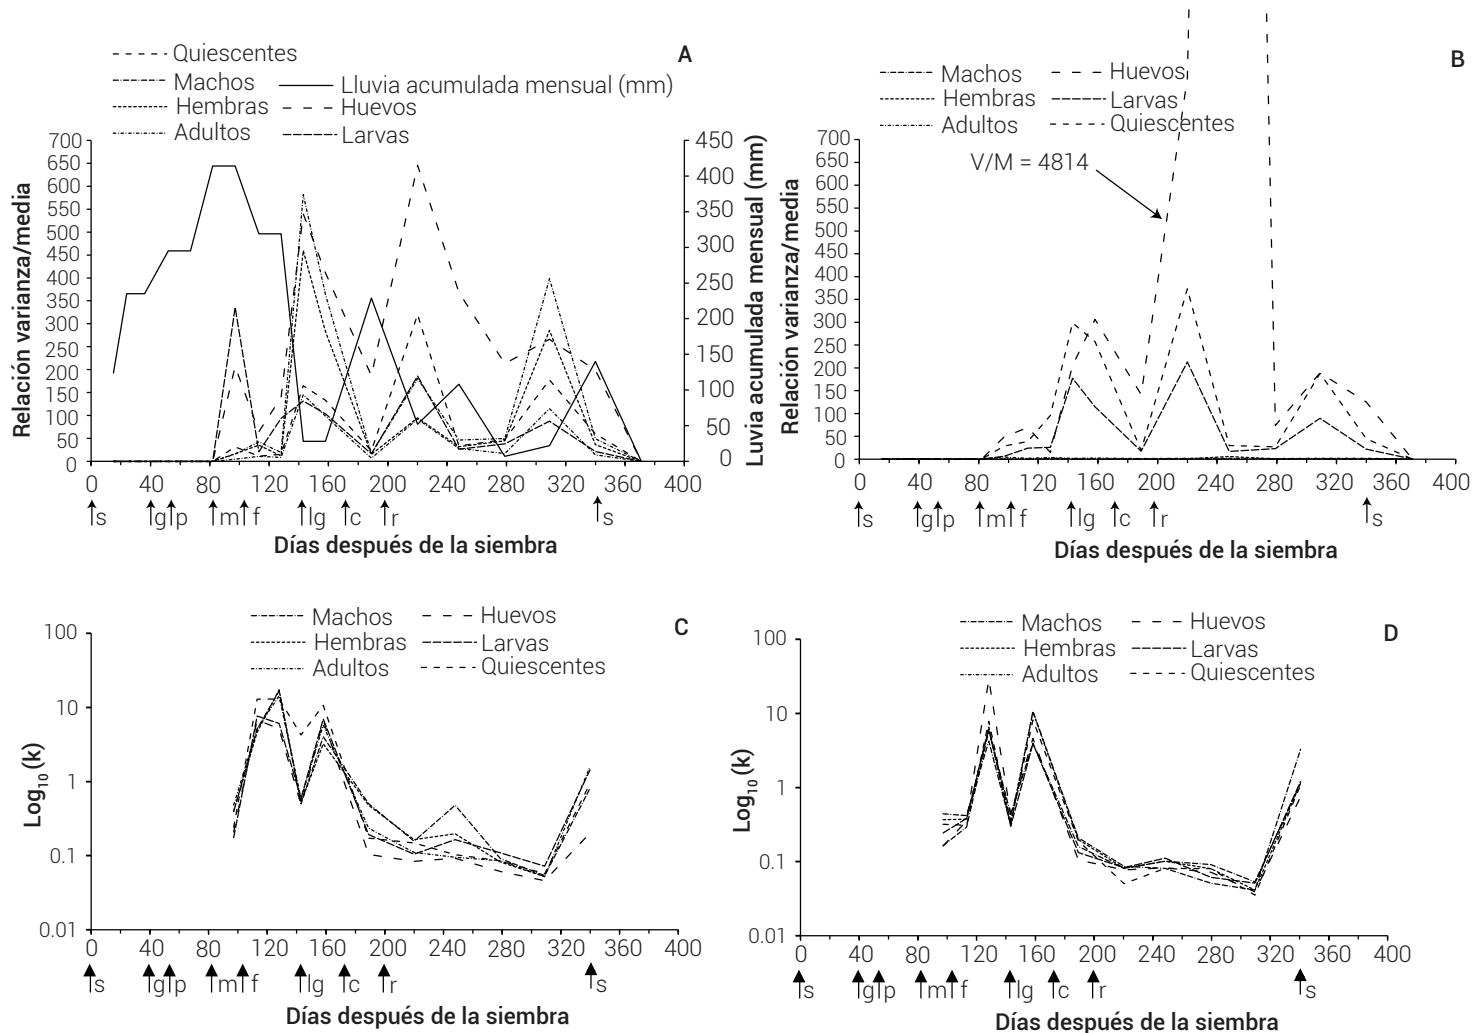 A
Quiescentes
Machos
Lluvia acumulada mensual (mm)
Hembras
Huevos
Adultos
Larvas
700
650
600
550
500
450
400
350
300
250
200
150
100
50
0
Relación varianza/media
450
400
350
300
250
200
150
100
50
0
Lluvia acumulada mensual (mm)
0 40 80 120 160 200 240 280 320 360 400
s g p m f lg c r s
Días después de la siembra
B
Machos Huevos
Hembras Larvas
Adultos Quiescentes
V/M = 4814
700
650
600
550
500
450
400
350
300
250
200
150
100
50
0
Relación varianza/media
0 40 80 120 160 200 240 280 320 360 400
s g p m f lg c r s
Días después de la siembra
C
Machos Huevos
Hembras Larvas
Adultos Quiescentes
100
10
1
0.1
0.01
Log10(k)
0 40 80 120 160 200 240 280 320 360 400
s g p m f lg c r s
Días después de la siembra
D
Machos Huevos
Hembras Larvas
Adultos Quiescentes
100
10
1
0.1
0.01
Log10(k)
0 40 80 120 160 200 240 280 320 360 400
s g p m f lg c r s
Días después de la siembra